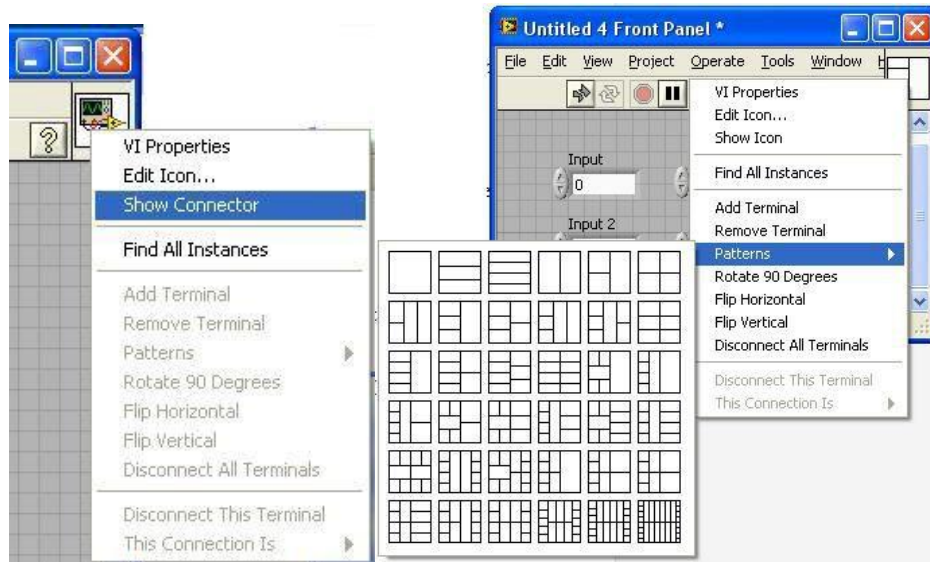 ?
VI Properties
Edit Icon...
Show Connector
Find All Instances
Add Terminal
Remove Terminal
Patterns
Rotate 90 Degrees
Flip Horizontal
Flip Vertical
Disconnect All Terminals
Disconnect This Terminal
This Connection Is
Untitled 4 Front Panel *
File Edit View Project Operate Tools Window H
Input
0
Input 2
VI Properties
Edit Icon...
Show Icon
Find All Instances
Add Terminal
Remove Terminal
Patterns
Rotate 90 Degrees
Flip Horizontal
Flip Vertical
Disconnect All Terminals
Disconnect This Terminal
This Connection Is